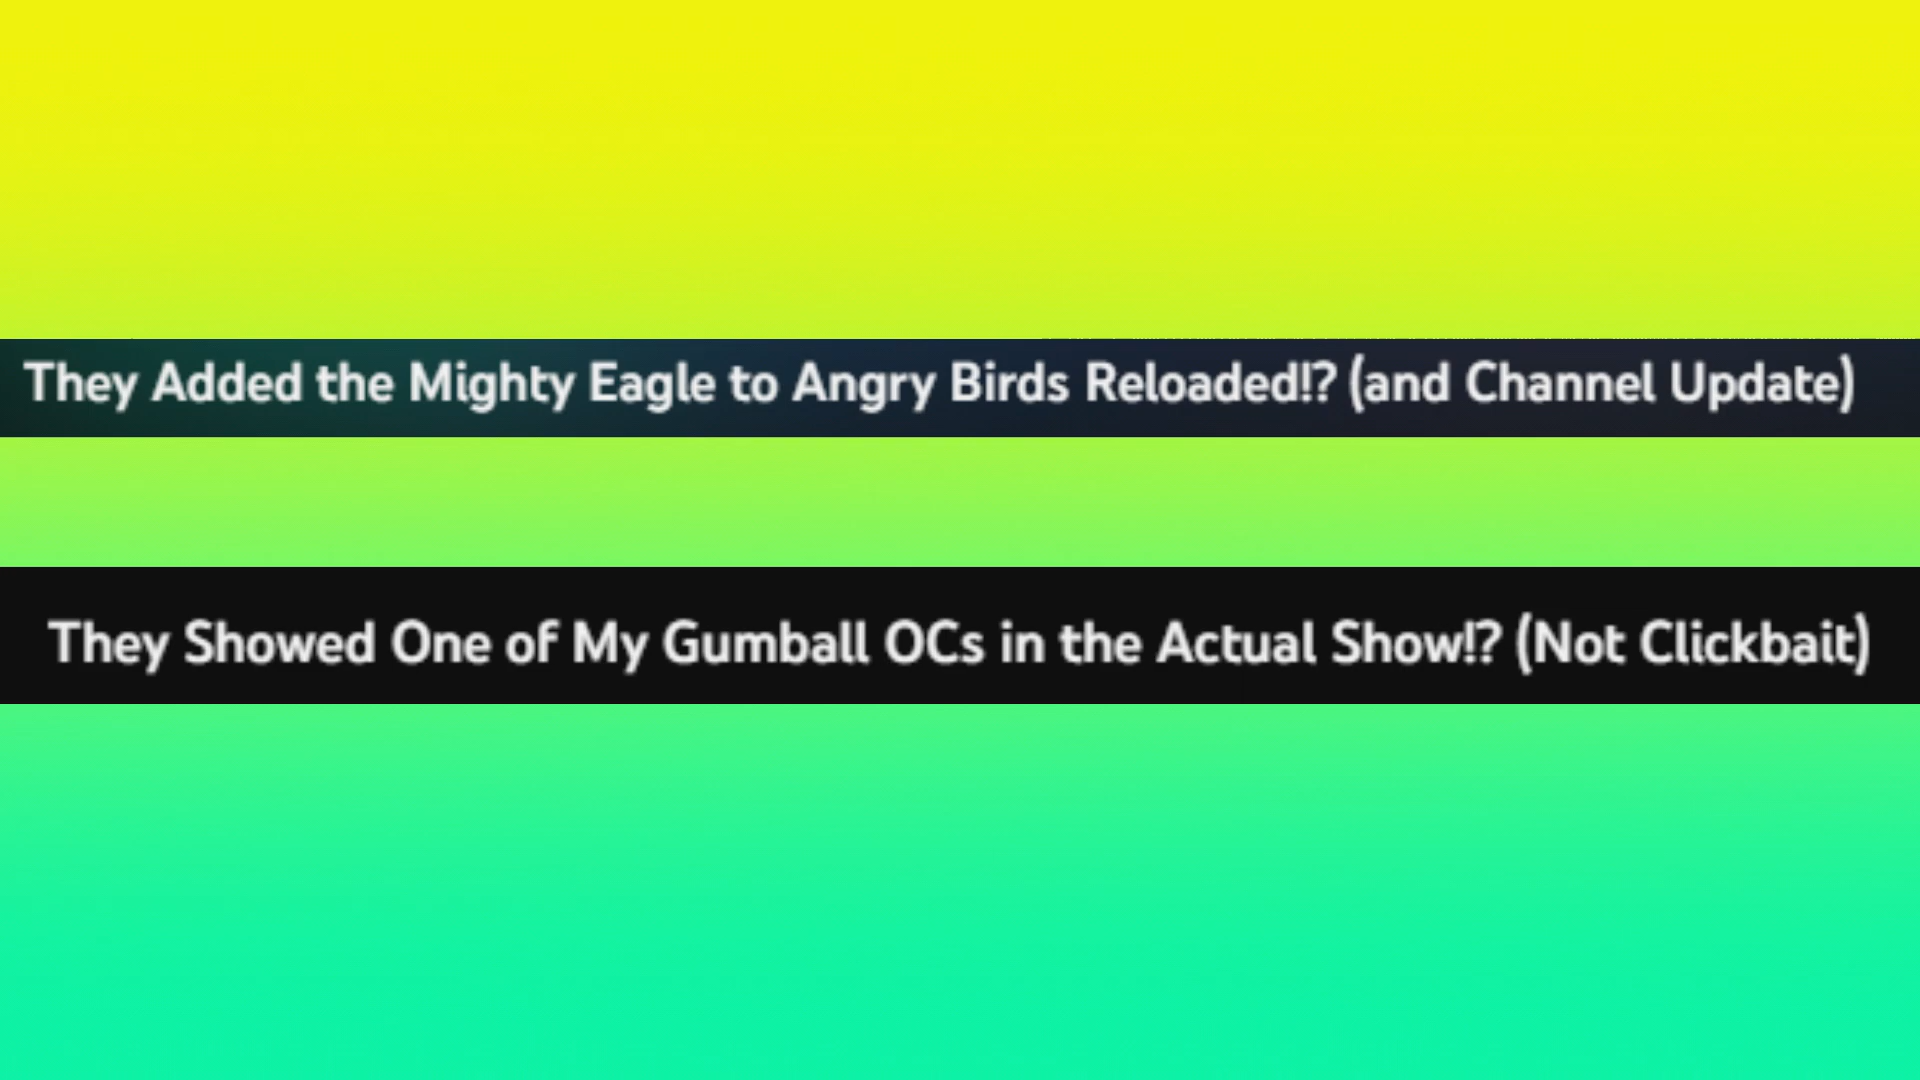 They Added the Mighty Eagle to Angry Birds Reloaded!? (and Channel Update)
They Showed One of My Gumball OCs in the Actual Show!? (Not Clickbait)